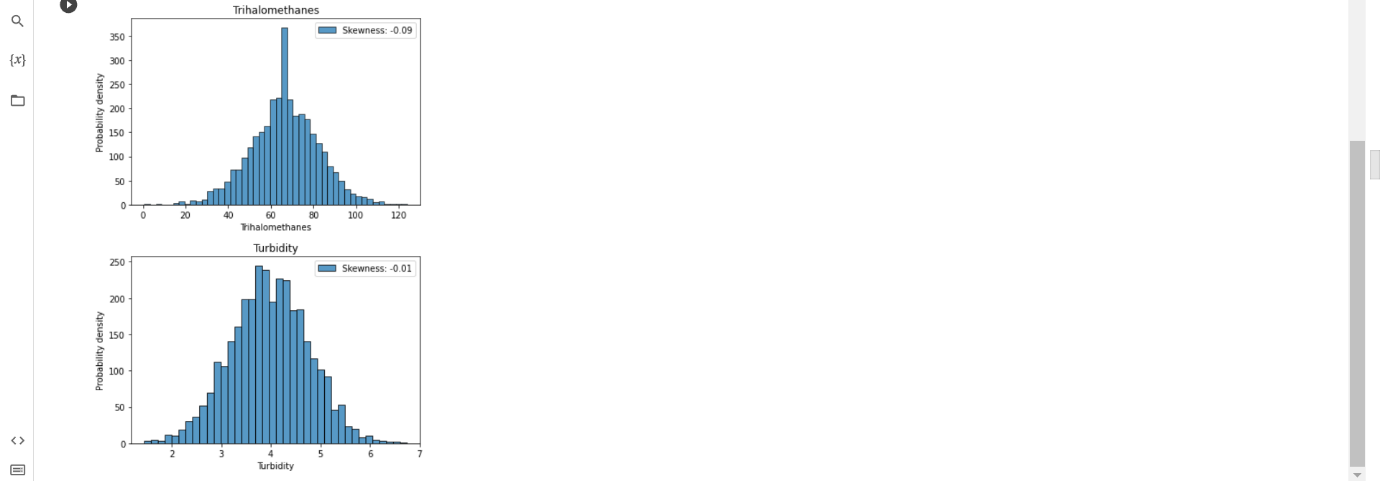 Trihalomethanes
Skewness: -0.09
350
300
250
200
150
100
50
0
Probability density
0 20 40 60 80 100 120
Trihalomethanes
{x}
Turbidity
Skewness: -0.01
250
200
150
100
50
0
Probability density
2 3 4 5 6 7
Turbidity
<>